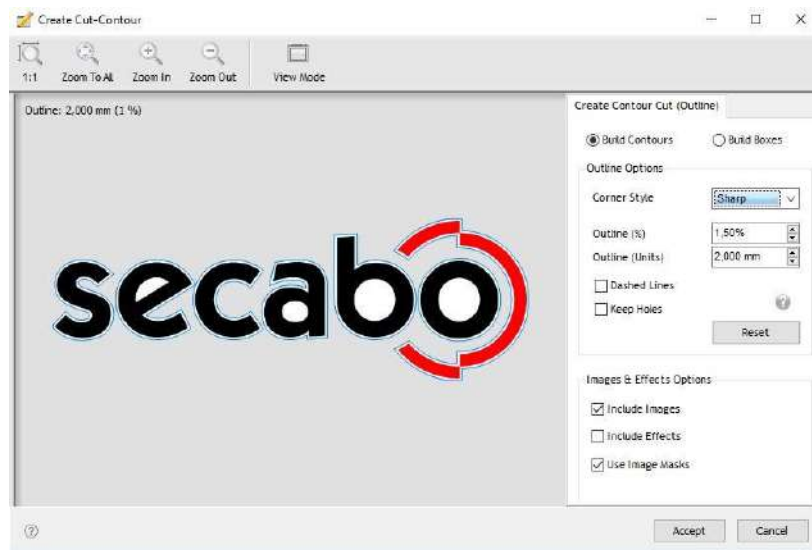 Create Cut-Contour
1:1 Zoom To All Zoom In Zoom Out View Mode
Outline: 2,000 mm (1 %)
secabo
Create Contour Cut (Outline)
Build Contours Build Boxes
Outline Options
Corner Style Sharp
Outline (%) 1,50%
Outline (Units) 2,000 mm
Dashed Lines
Keep Holes
Reset
Images & Effects Options
Include Images
Include Effects
Use Image Masks
Accept Cancel